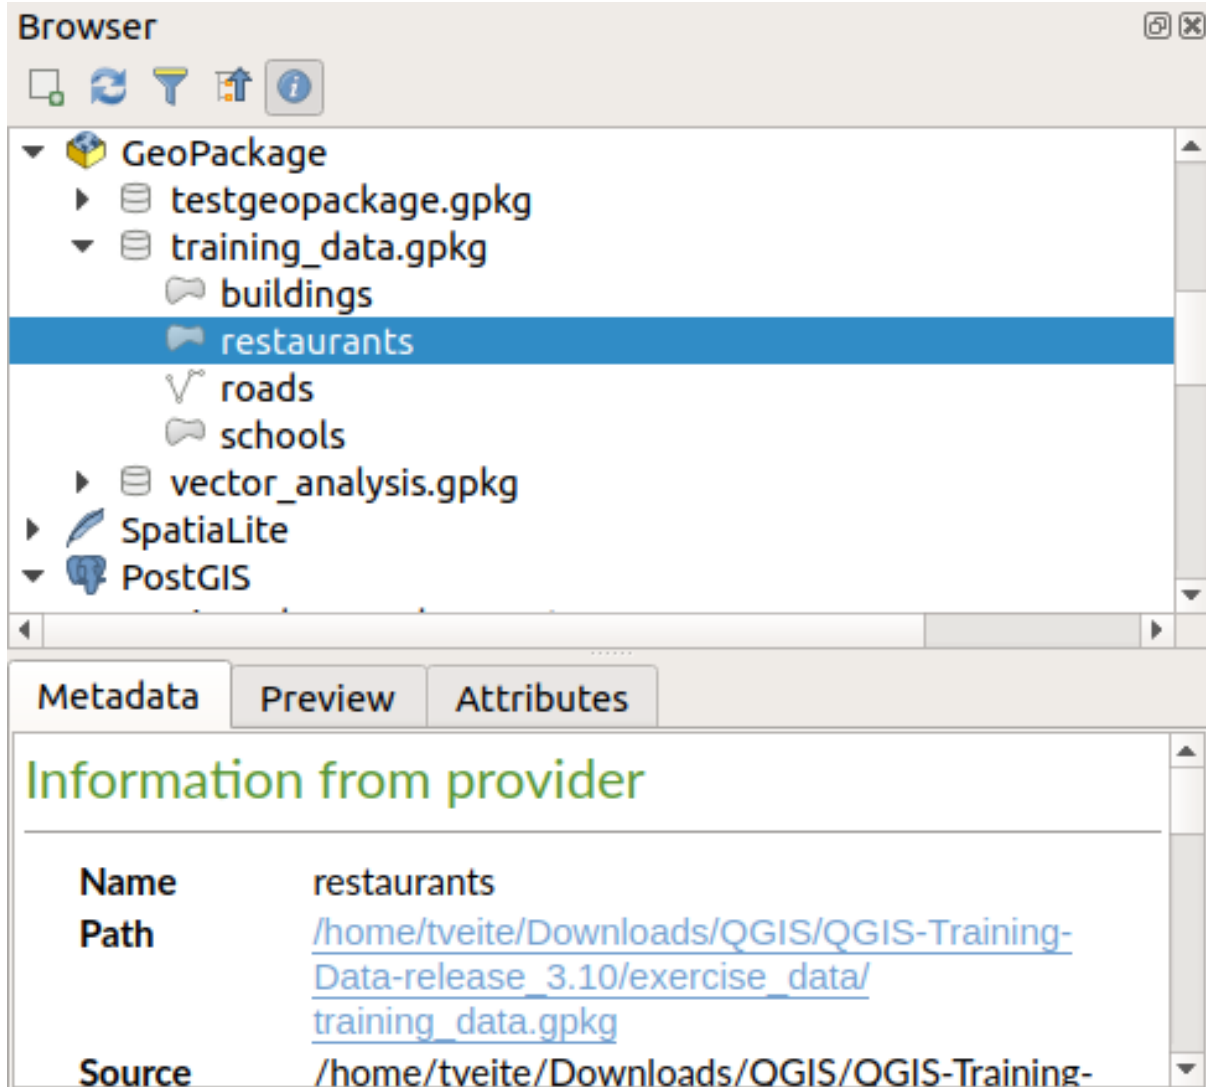 Browser
GeoPackage
testgeopackage.gpkg
training_data.gpkg
buildings
restaurants
roads
schools
vector_analysis.gpkg
SpatiaLite
PostGIS
Metadata Preview Attributes
Information from provider
Name restaurants
Path /home/tveite/Downloads/QGIS/QGIS-Training-
Data-release_3.10/exercise_data/
training_data.gpkg
Source /home/tveite/Downloads/QGIS/QGIS-Training-